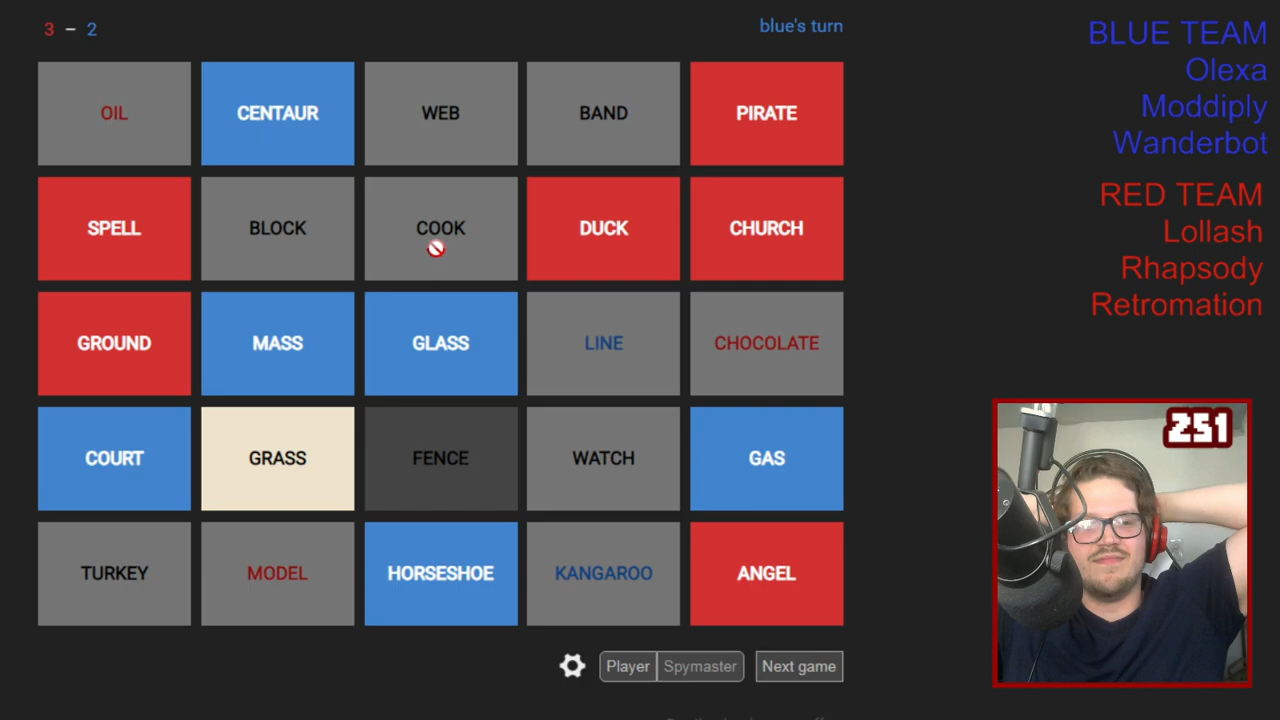 3 – 2
blue's turn
OIL
CENTAUR
WEB
BAND
PIRATE
SPELL
BLOCK
COOK
DUCK
CHURCH
GROUND
MASS
GLASS
LINE
CHOCOLATE
COURT
GRASS
FENCE
WATCH
GAS
TURKEY
MODEL
HORSESHOE
KANGAROO
ANGEL
Player
Spymaster
Next game
BLUE TEAM
Olexa
Moddiply
Wanderbot
RED TEAM
Lollash
Rhapsody
Retromation
251